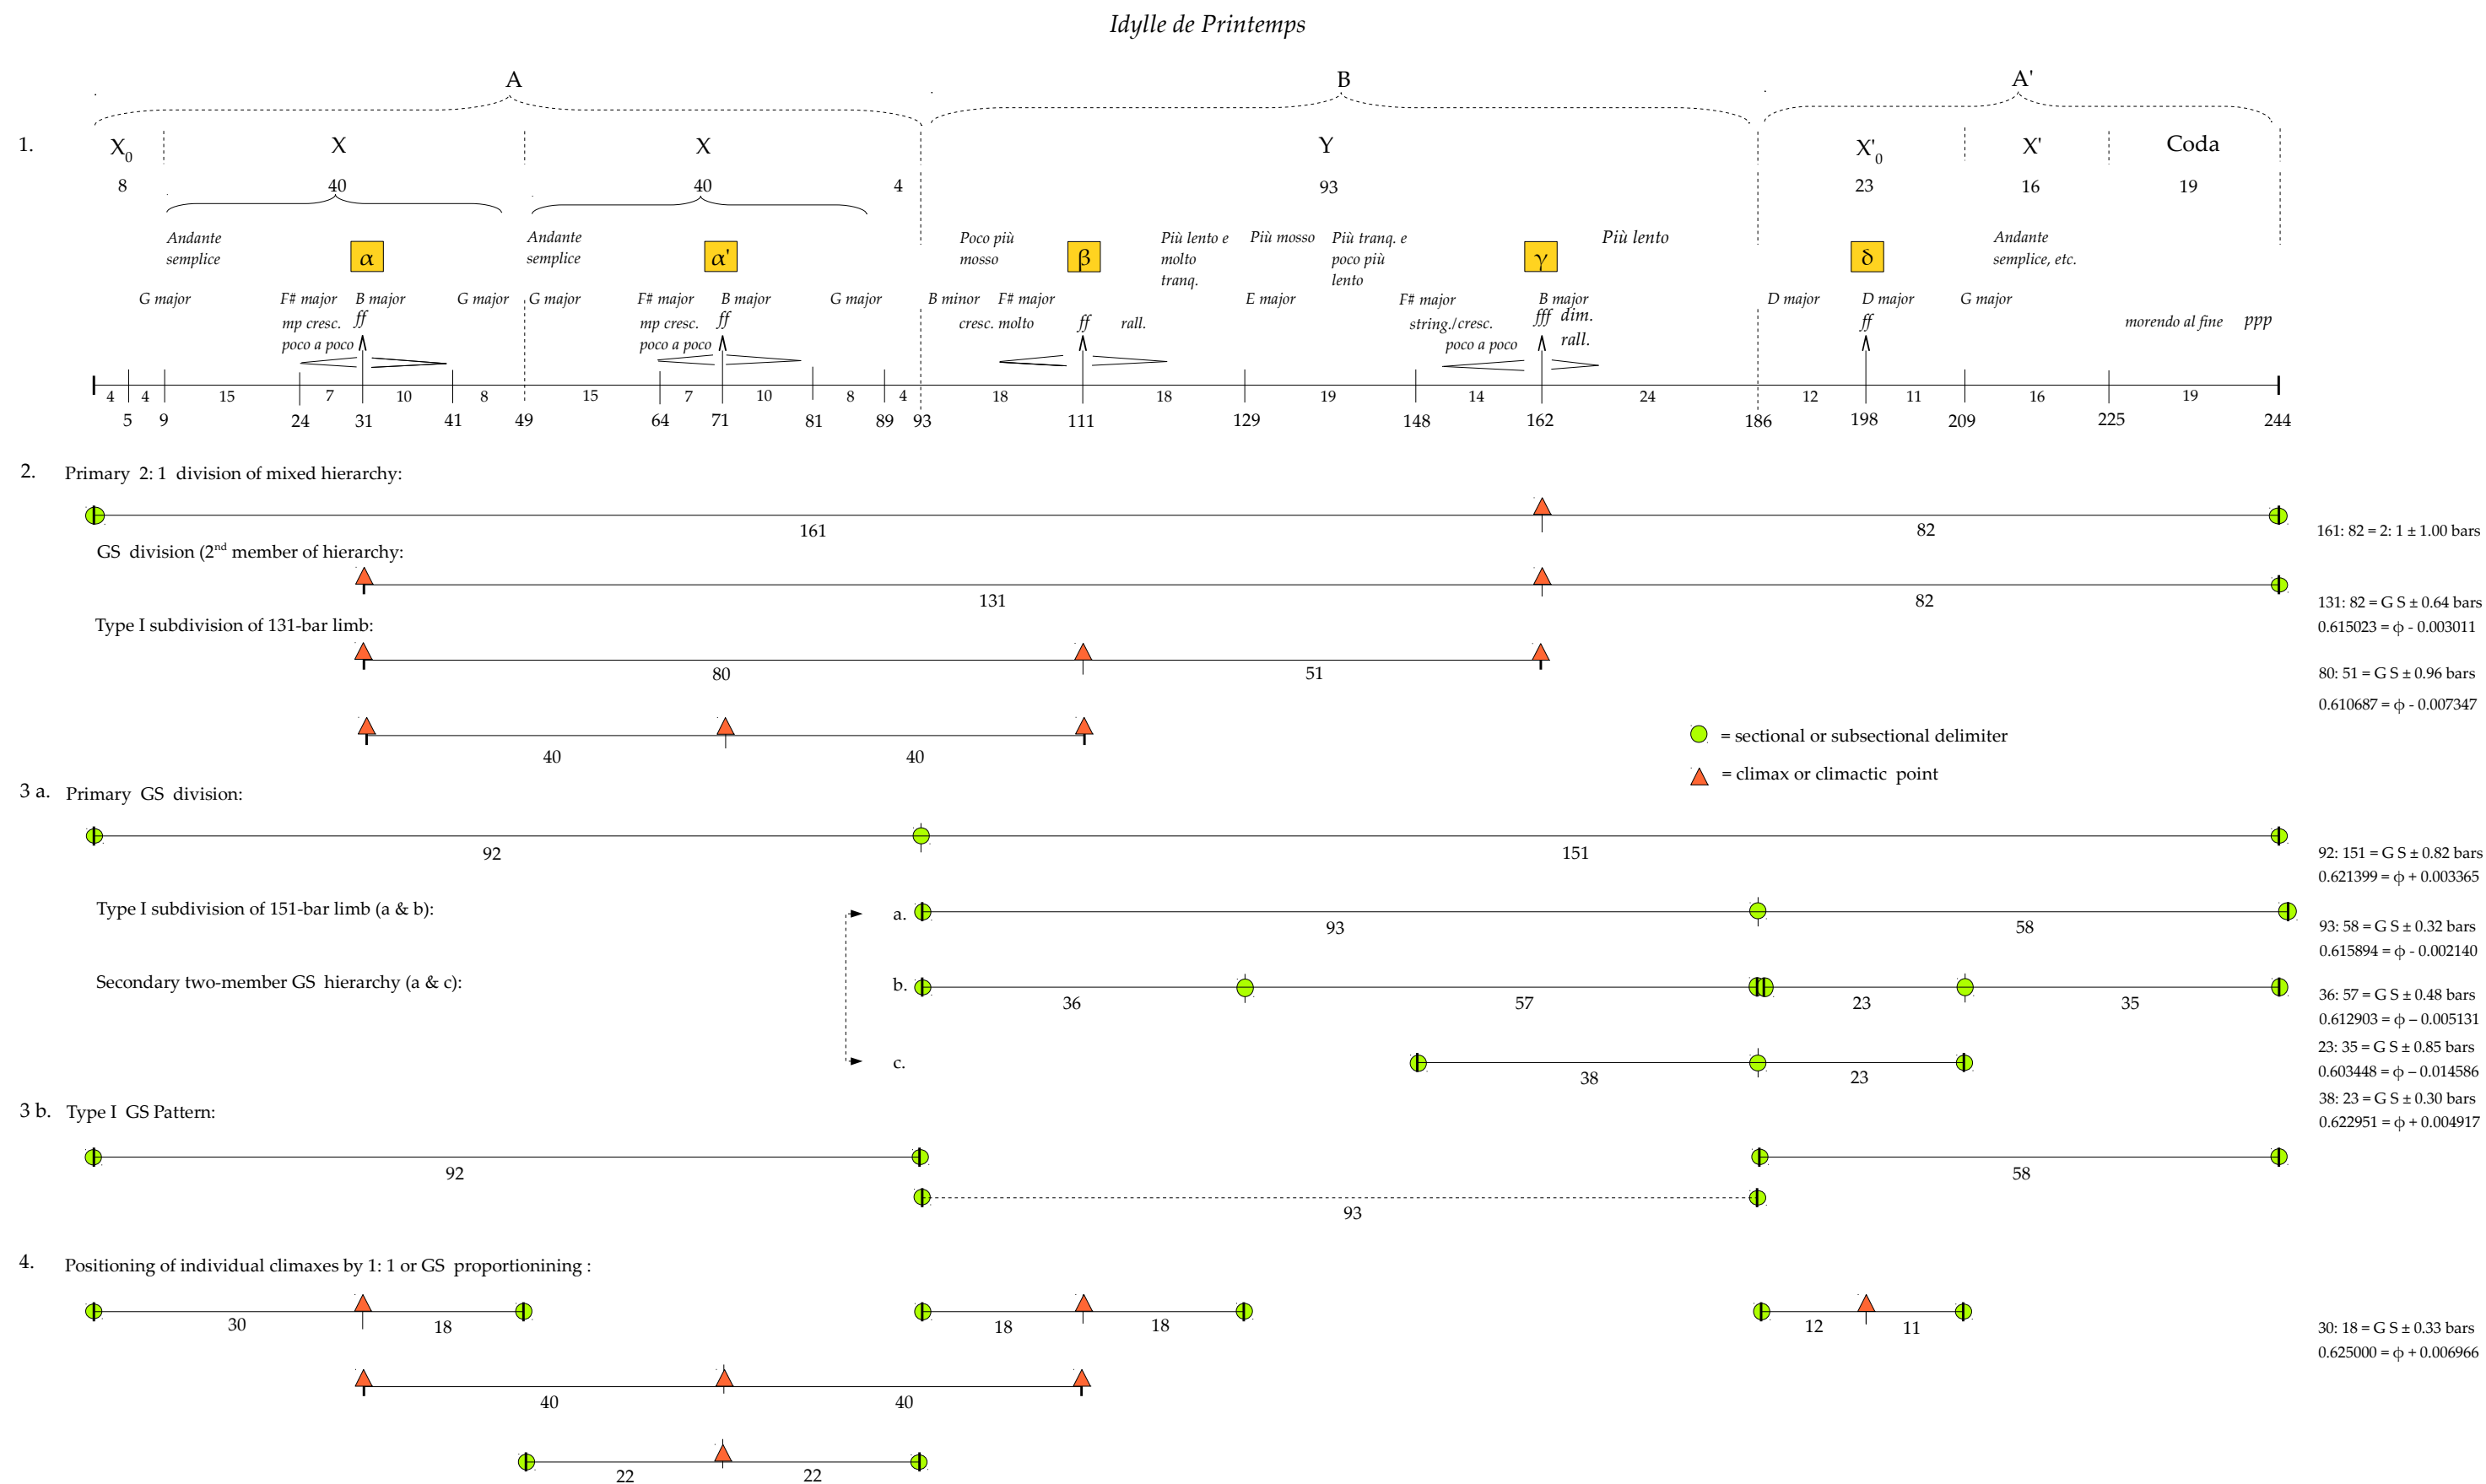 Idylle de Printemps
A B A'
1. X0 X X Y X'0 X' Coda
8 40 40 4 93 23 16 19
Andante Andante Poco più Più lento e Più mosso Più tranq. e Più lento Andante
semplice α semplice α' mosso β molto poco più γ δ semplice, etc.
tranq. lento
G major F# major B major G major G major F# major B major G major B minor F# major E major F# major B major D major D major G major
mp cresc. ff mp cresc. ff cresc. molto ff rall. string./cresc. fff dim. ff morendo al fine ppp
poco a poco poco a poco poco a poco rall.
4 4 15 7 10 8 15 7 10 8 4 18 18 19 14 24 12 11 16 19
5 9 24 31 41 49 64 71 81 89 93 111 129 148 162 186 198 209 225 244
2. Primary 2: 1 division of mixed hierarchy:
161 82 161: 82 = 2: 1 ± 1.00 bars
GS division (2nd member of hierarchy:
131 82 131: 82 = G S ± 0.64 bars
Type I subdivision of 131-bar limb: 0.615023 = ϕ - 0.003011
80 51 80: 51 = G S ± 0.96 bars
0.610687 = ϕ - 0.007347
= sectional or subsectional delimiter
40 40
= climax or climactic point
3 a. Primary GS division:
92 151 92: 151 = G S ± 0.82 bars
0.621399 = ϕ + 0.003365
Type I subdivision of 151-bar limb (a & b): a.
93 58 93: 58 = G S ± 0.32 bars
0.615894 = ϕ - 0.002140
Secondary two-member GS hierarchy (a & c): b.
36 57 23 35 36: 57 = G S ± 0.48 bars
0.612903 = ϕ – 0.005131
23: 35 = G S ± 0.85 bars
c.
38 23 0.603448 = ϕ – 0.014586
38: 23 = G S ± 0.30 bars
3 b. Type I GS Pattern: 0.622951 = ϕ + 0.004917
92 58
93
4. Positioning of individual climaxes by 1: 1 or GS proportionining :
30 18 18 18 12 11 30: 18 = G S ± 0.33 bars
0.625000 = ϕ + 0.006966
40 40
22 22